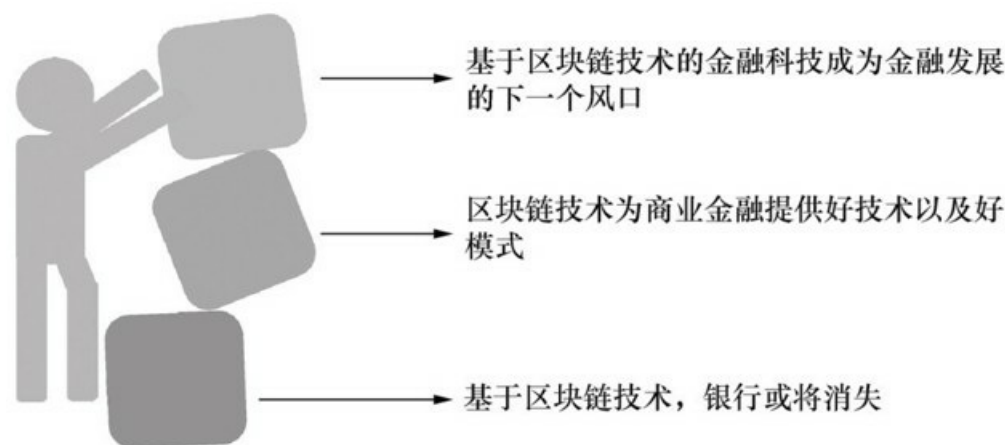 基于区块链技术的金融科技成为金融发展
的下一个风口
区块链技术为商业金融提供好技术以及好
模式
基于区块链技术，银行或将消失